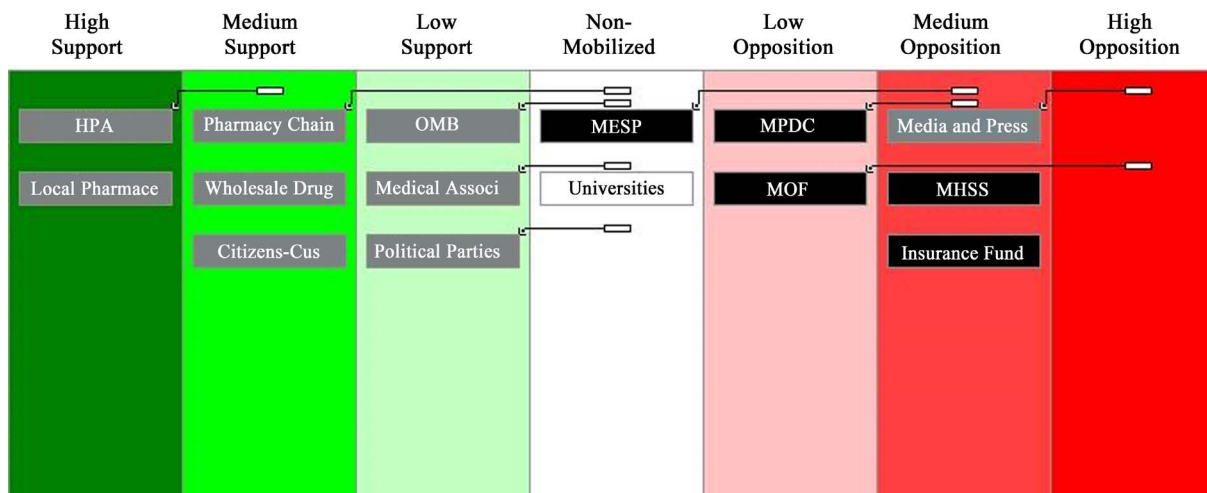 High Support
Medium Support
Low Support
Non-Mobilized
Low Opposition
Medium Opposition
High Opposition
HPA
Pharmacy Chain
OMB
MESP
MPDC
Media and Press
Local Pharmace
Wholesale Drug
Medical Associ
Universities
MOF
MHSS
Citizens-Cus
Political Parties
Insurance Fund